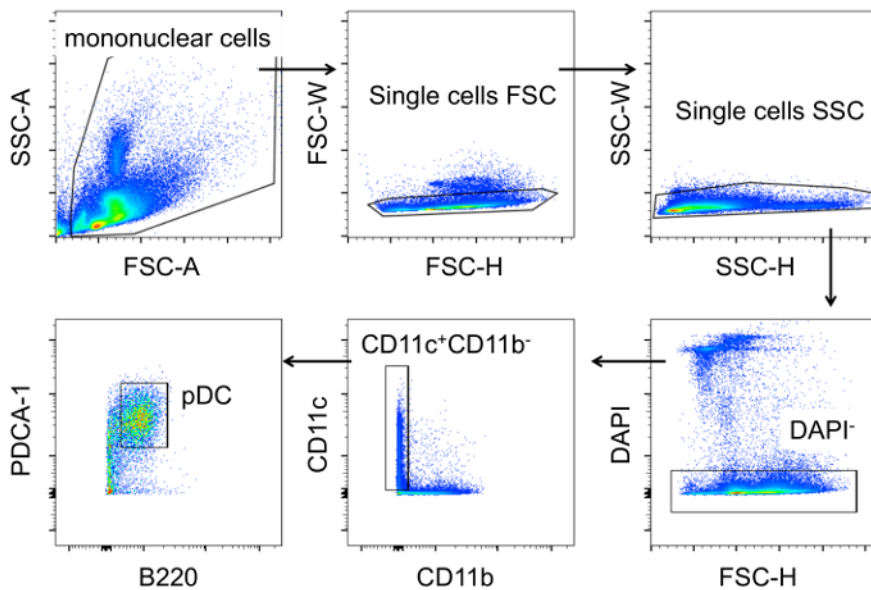 mononuclear cells
SSC-A
FSC-A
Single cells FSC
FSC-W
FSC-H
Single cells SSC
SSC-W
SSC-H
PDCA-1
pDC
B220
CD11c⁺CD11b⁻
CD11c
CD11b
DAPI
DAPI⁻
FSC-H